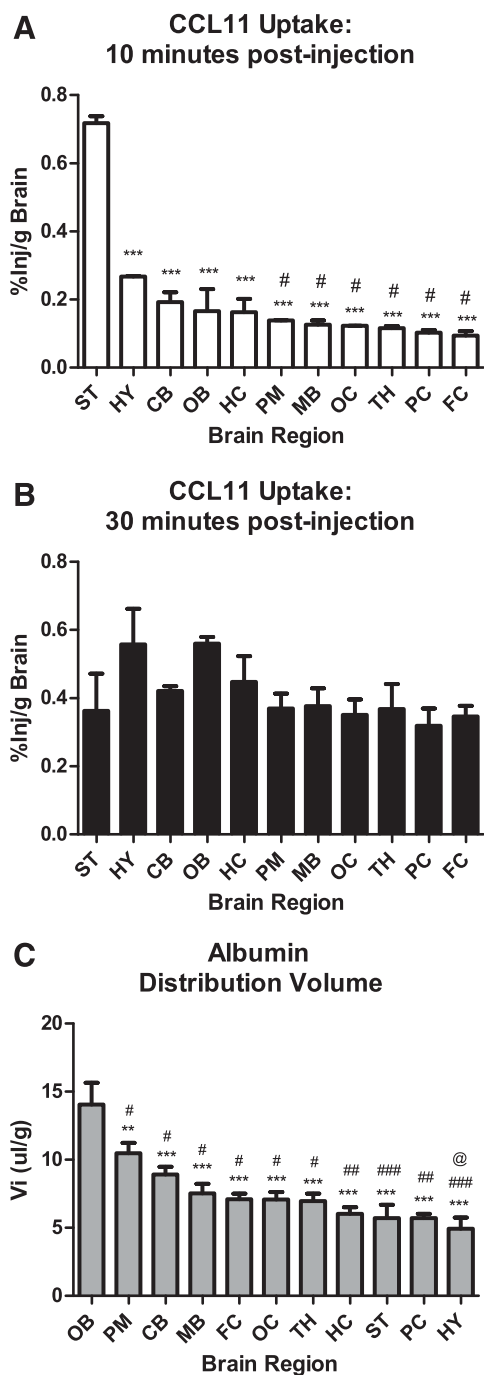 A
CCL11 Uptake:
10 minutes post-injection
%Inj/g Brain
0.8
0.6
0.4
0.2
0.0
*** *** *** *** *** *** *** *** *** ***
# # # # # #
ST HY CB OB HC PM MB OC TH PC FC
Brain Region
B
CCL11 Uptake:
30 minutes post-injection
%Inj/g Brain
0.8
0.6
0.4
0.2
0.0
ST HY CB OB HC PM MB OC TH PC FC
Brain Region
C
Albumin
Distribution Volume
Vi (ul/g)
20
15
10
5
0
@
# # # # # # ## ### ## ###
** *** *** *** *** *** *** *** *** ***
OB PM CB MB FC OC TH HC ST PC HY
Brain Region